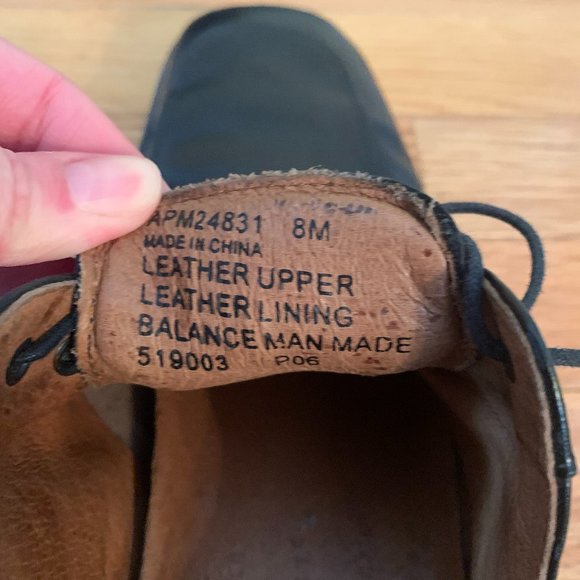 APM24831 8M
MADE IN CHINA
LEATHER UPPER
LEATHER LINING
BALANCE MAN MADE
519003 P06